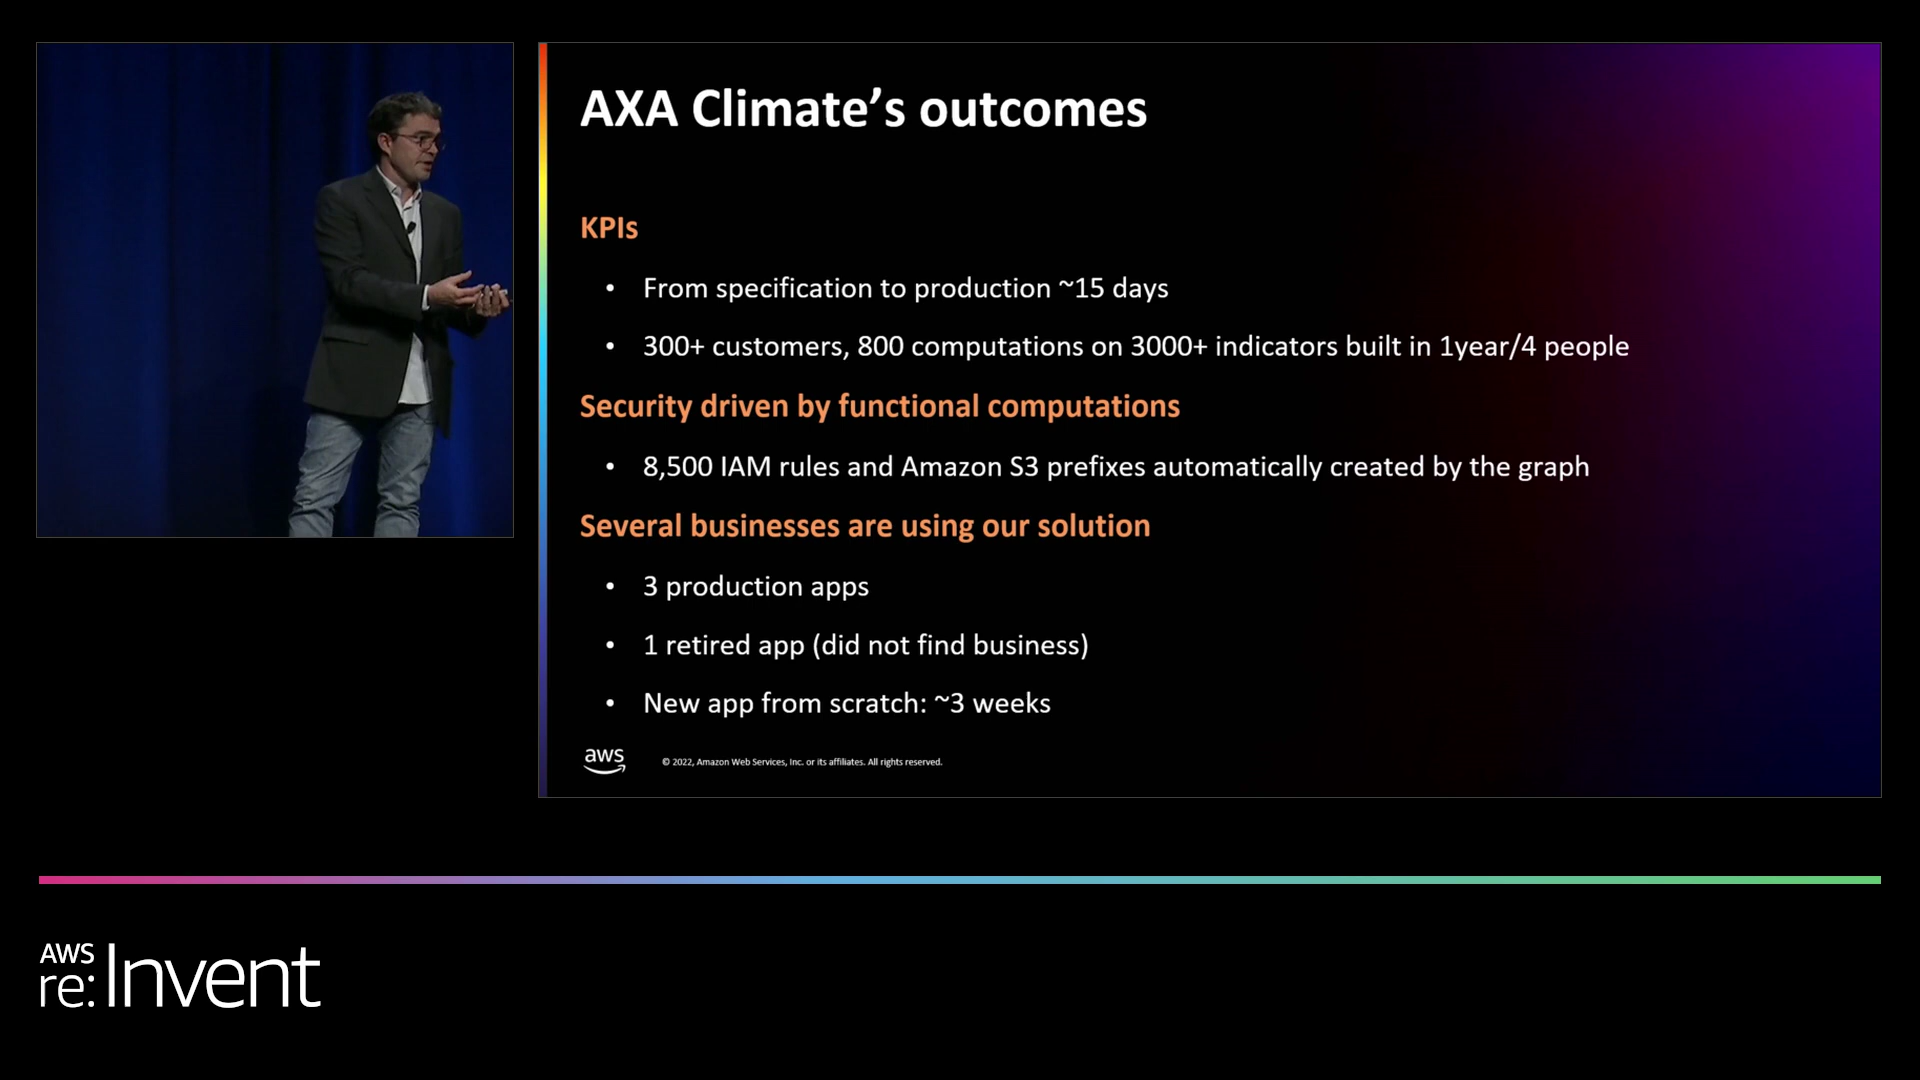 AXA Climate’s outcomes
KPIs
• From specification to production ~15 days
• 300+ customers, 800 computations on 3000+ indicators built in 1year/4 people
Security driven by functional computations
• 8,500 IAM rules and Amazon S3 prefixes automatically created by the graph
Several businesses are using our solution
• 3 production apps
• 1 retired app (did not find business)
• New app from scratch: ~3 weeks
aws
© 2022, Amazon Web Services, Inc. or its affiliates. All rights reserved.
AWS
re:Invent